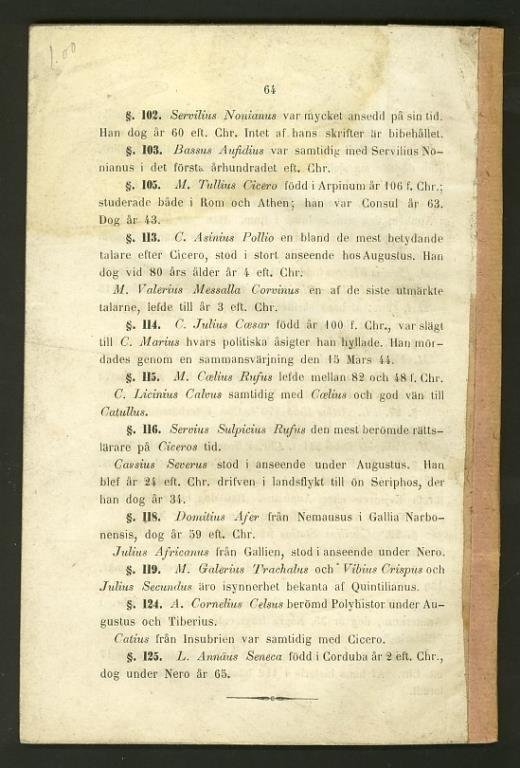 1.00
64
§. 102. Servilius Nonianus var mycket ansedd på sin tid.
Han dog år 60 eft. Chr. Intet af hans skrifter är bibehållet.
§. 103. Bassus Aufidius var samtidig med Servilius No-
nianus i det första århundradet eft. Chr.
§. 105. M. Tullius Cicero född i Arpinum år 106 f. Chr.;
studerade både i Rom och Athen; han var Consul år 63.
Dog år 43.
§. 113. C. Asinius Pollio en bland de mest betydande
talare efter Cicero, stod i stort anseende hos Augustus. Han
dog vid 80 års ålder år 4 eft. Chr.
M. Valerius Messalla Corvinus en af de siste utmärkte
talarne, lefde till år 3 eft. Chr.
§. 114. C. Julius Cæsar född år 100 f. Chr., var slägt
till C. Marius hvars politiska åsigter han hyllade. Han mör-
dades genom en sammansvärjning den 15 Mars 44.
§. 115. M. Cælius Rufus lefde mellan 82 och 48 f. Chr.
C. Licinius Calvus samtidig med Cælius och god vän till
Catullus.
§. 116. Servius Sulpicius Rufus den mest berömde rätts-
lärare på Ciceros tid.
Cassius Severus stod i anseende under Augustus. Han
blef år 24 eft. Chr. drifven i landsflykt till ön Seriphos, der
han dog år 34.
§. 118. Domitius Afer från Nemausus i Gallia Narbo-
nensis, dog år 59 eft. Chr.
Julius Africanus från Gallien, stod i anseende under Nero.
§. 119. M. Galerius Trachalus och Vibius Crispus och
Julius Secundus äro isynnerhet bekanta af Quintilianus.
§. 124. A. Cornelius Celsus berömd Polyhistor under Au-
gustus och Tiberius.
Catius från Insubrien var samtidig med Cicero.
§. 125. L. Annäus Seneca född i Corduba år 2 eft. Chr.,
dog under Nero år 65.